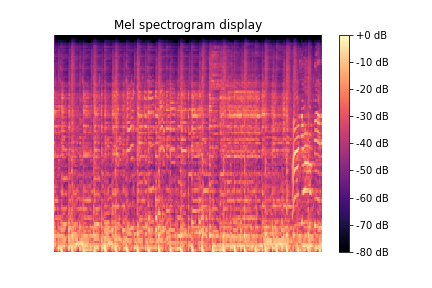 Mel spectrogram display
+0 dB
-10 dB
-20 dB
-30 dB
-40 dB
-50 dB
-60 dB
-70 dB
-80 dB